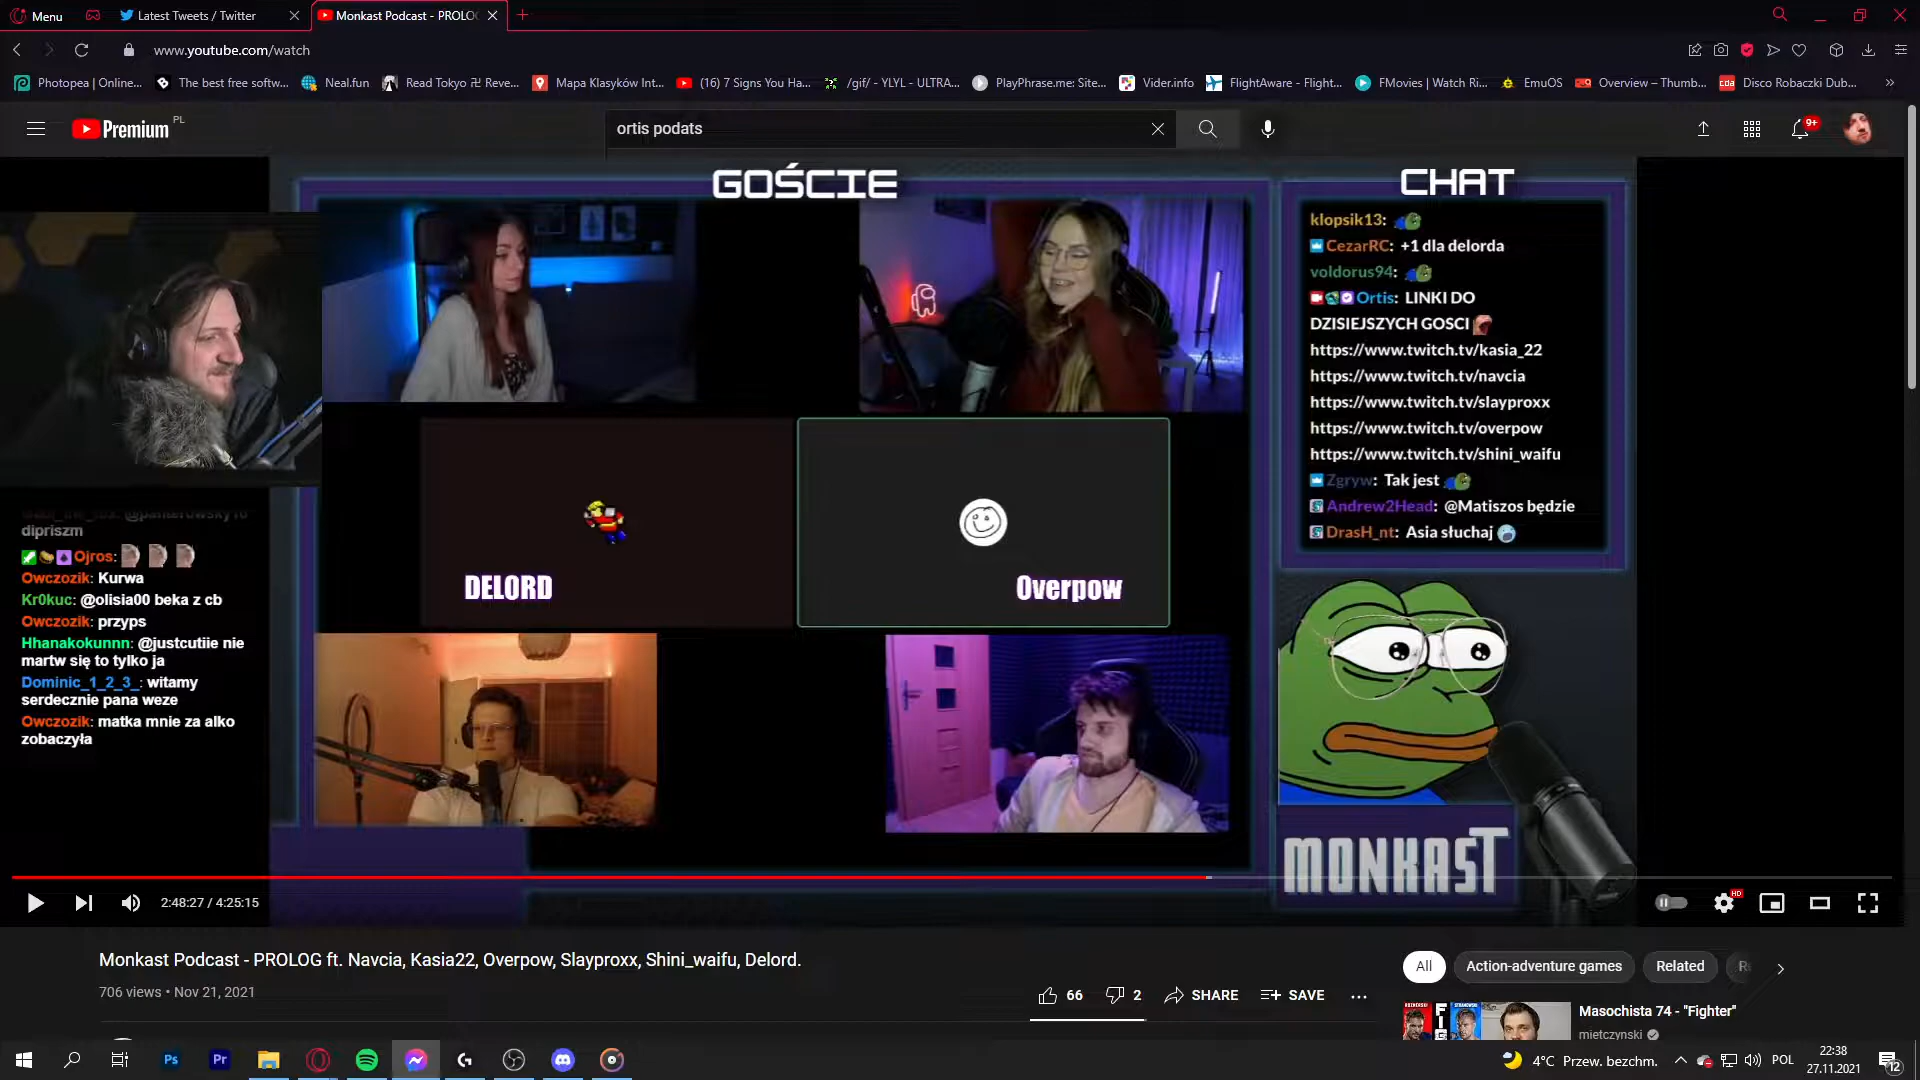 Menu
Latest Tweets / Twitter
Monkast Podcast - PROLOG
www.youtube.com/watch
Photopea | Online...
The best free softw...
Neal.fun
Read Tokyo 卍 Reve...
Mapa Klasyków Int...
(16) 7 Signs You Ha...
/gif/ - YLYL - ULTRA...
PlayPhrase.me: Site...
Vider.info
FlightAware - Flight...
FMovies | Watch Ri...
EmuOS
Overview – Thumb...
cda
Disco Robaczki Dub...
Premium
PL
ortis podats
9+
GOŚCIE
CHAT
klopsik13:
CezarRC: +1 dla delorda
voldorus94:
Ortis: LINKI DO
DZISIEJSZYCH GOSCI
https://www.twitch.tv/kasia_22
https://www.twitch.tv/navcia
https://www.twitch.tv/slayproxx
https://www.twitch.tv/overpow
https://www.twitch.tv/shini_waifu
Zgryw: Tak jest
Andrew2Head: @Matiszos będzie
DrasH_nt: Asia słuchaj
DELORD
Overpow
dipriszm
Ojros:
Owczozik: Kurwa
Kr0kuc: @olisia00 beka z cb
Owczozik: przyps
Hhanakokunnn: @justcutiie nie
martw się to tylko ja
Dominic_1_2_3_: witamy
serdecznie pana weze
Owczozik: matka mnie za alko
zobaczyła
MONKAST
2:48:27 / 4:25:15
HD
Monkast Podcast - PROLOG ft. Navcia, Kasia22, Overpow, Slayproxx, Shini_waifu, Delord.
706 views • Nov 21, 2021
66
2
SHARE
SAVE
All
Action-adventure games
Related
Masochista 74 - "Fighter"
mietczynski
Ps
Pr
4°C Przew. bezchm.
POL
22:38
27.11.2021
12